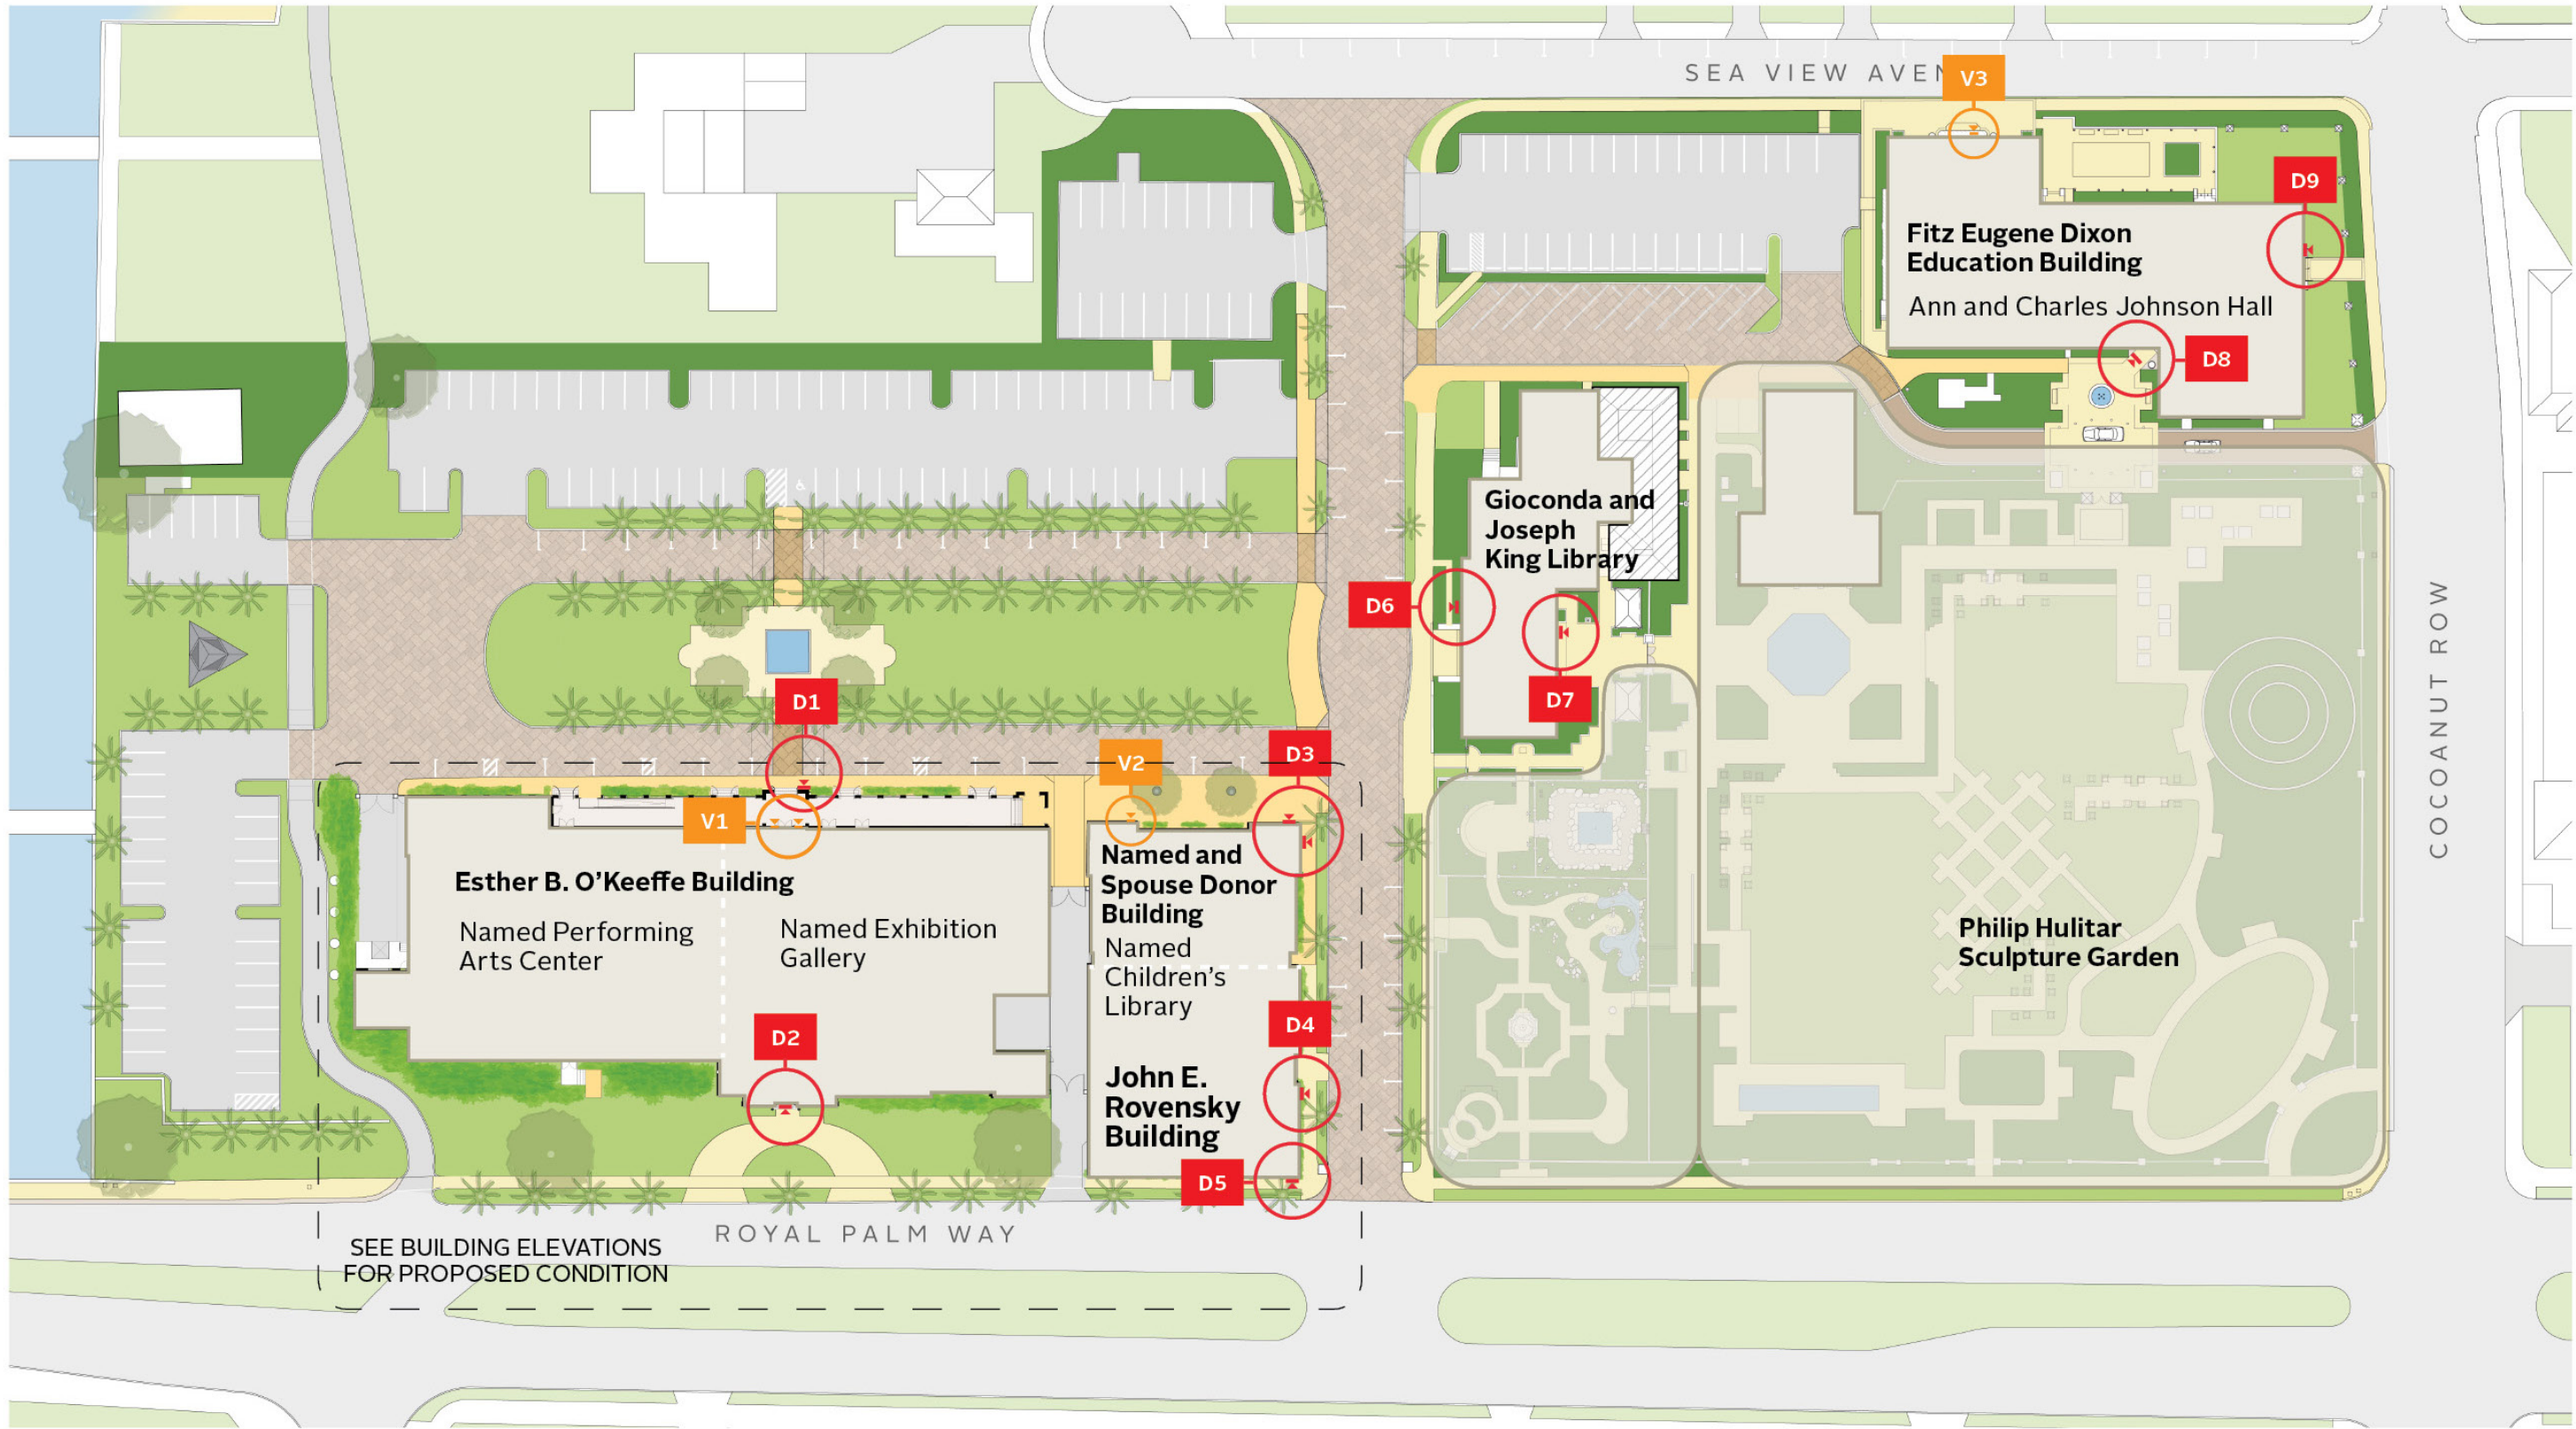 SEA VIEW AVEN
V3
D9
Fitz Eugene Dixon
Education Building
Ann and Charles Johnson Hall
D8
Gioconda and
Joseph
King Library
D6
D7
COCOANUT ROW
D1
V2
D3
V1
Esther B. O’Keeffe Building
Named Performing
Arts Center
Named Exhibition
Gallery
Named and
Spouse Donor
Building
Named
Children’s
Library
Philip Hulitar
Sculpture Garden
D2
D4
John E.
Rovensky
Building
D5
ROYAL PALM WAY
SEE BUILDING ELEVATIONS
FOR PROPOSED CONDITION